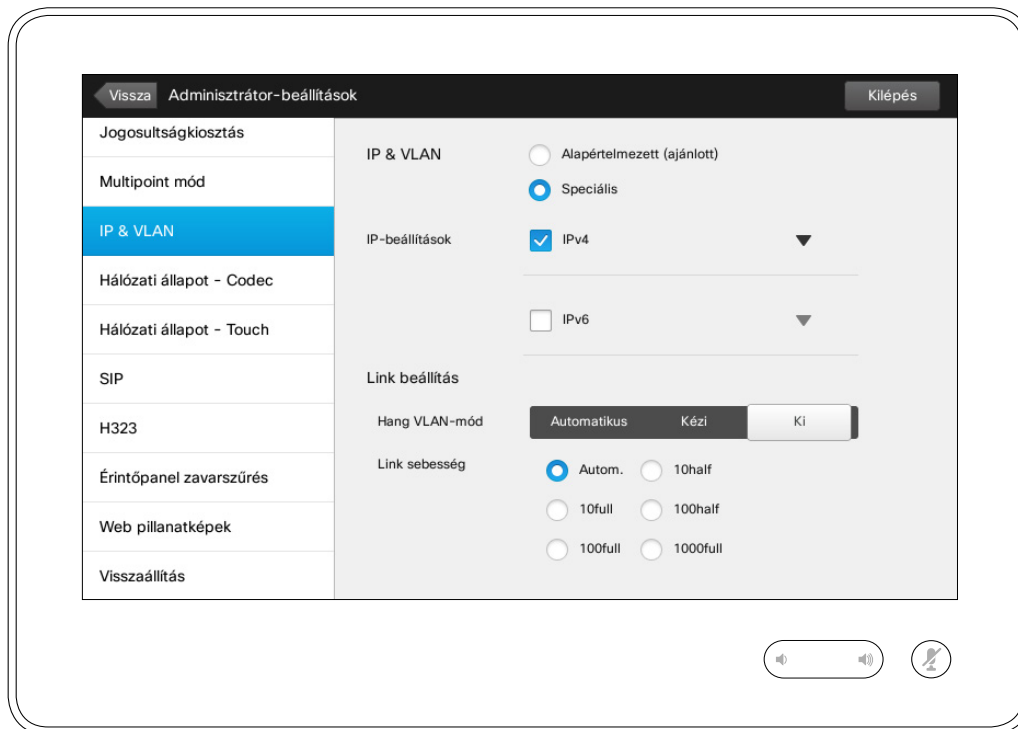 Vissza Adminisztrátor-beállítások Kilépés
Jogosultságkiosztás
Multipoint mód
IP & VLAN
Hálózati állapot - Codec
Hálózati állapot - Touch
SIP
H323
Érintőpanel zavarszűrés
Web pillanatképek
Visszaállítás
IP & VLAN Alapértelmezett (ajánlott)
Speciális
IP-beállítások IPv4
IPv6
Link beállítás
Hang VLAN-mód Automatikus Kézi Ki
Link sebesség Autom. 10half
10full 100half
100full 1000full